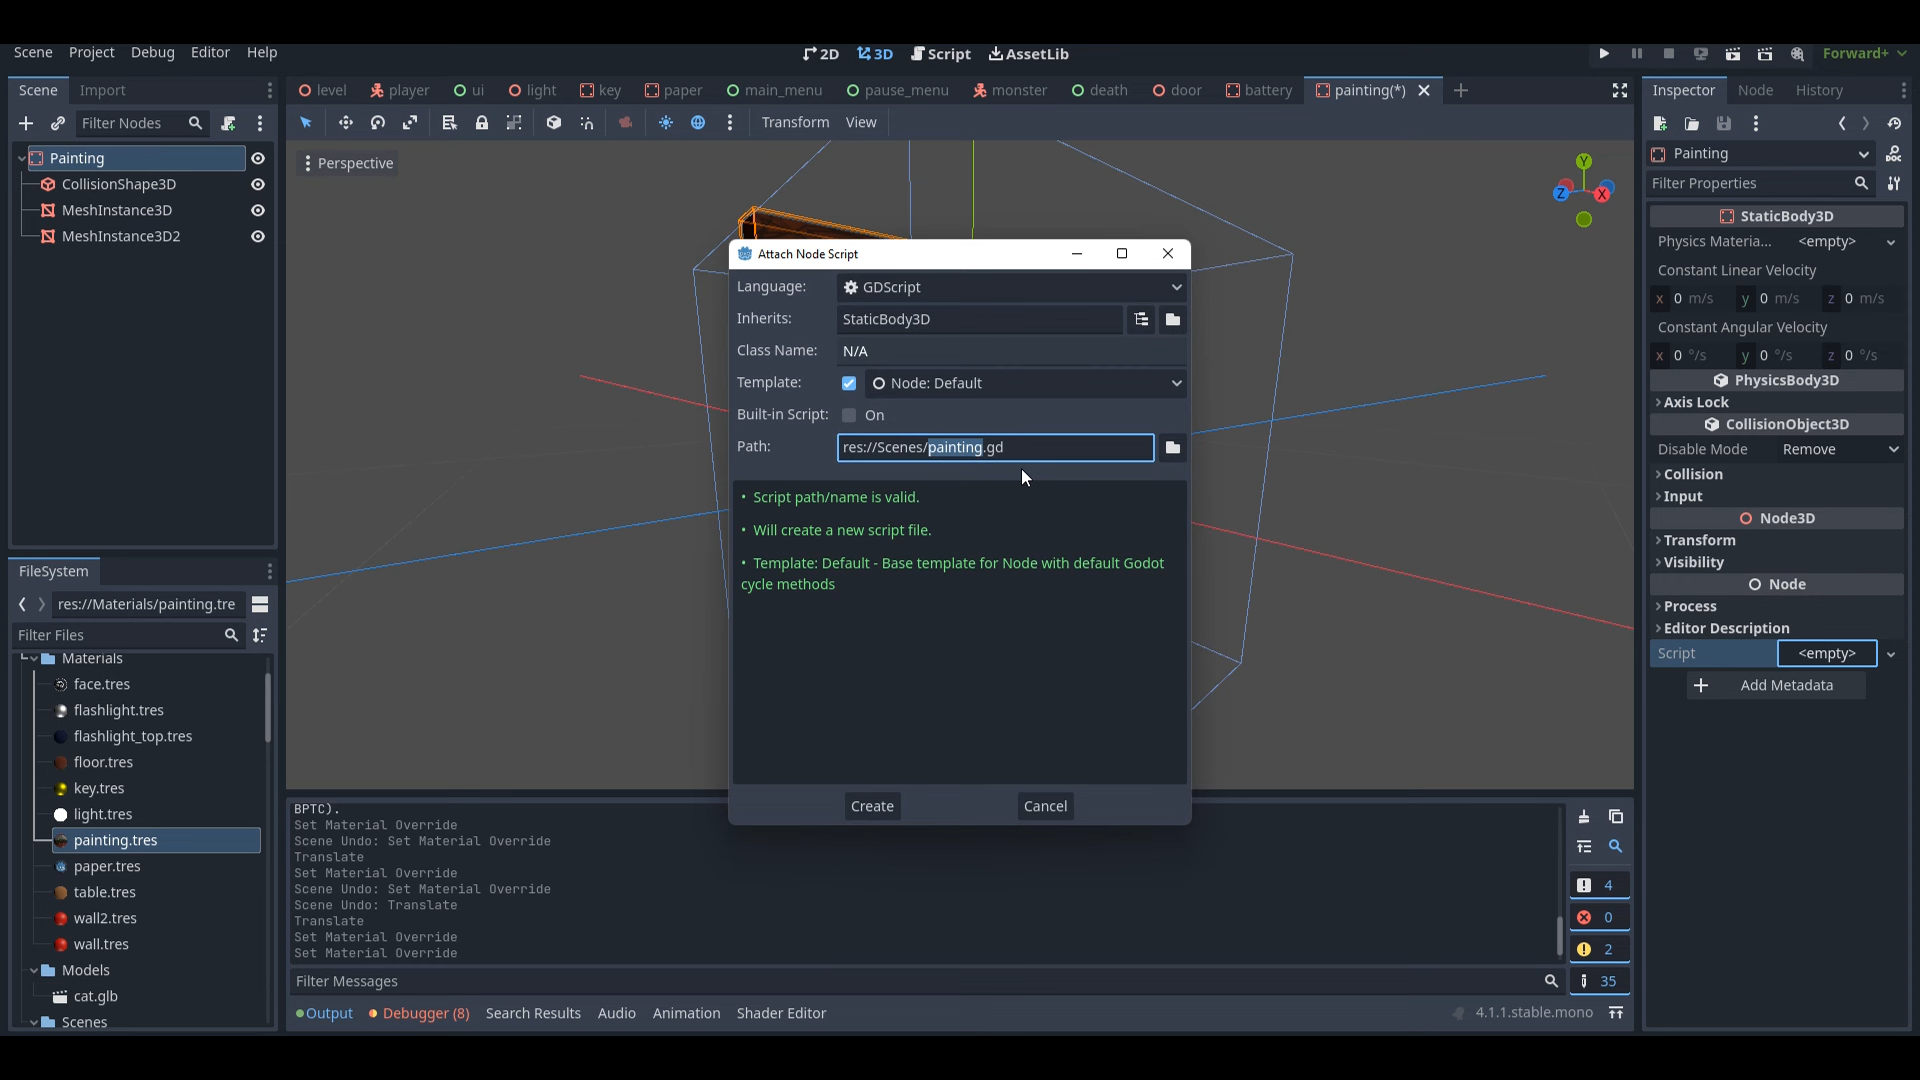 Scene Project Debug Editor Help
2D 3D Script AssetLib
Forward+
Scene Import
level player ui light key paper main_menu pause_menu monster death door battery painting(*)
Inspector Node History
Filter Nodes
Transform View
Painting
CollisionShape3D
MeshInstance3D
MeshInstance3D2
Perspective
Y
Z X
Attach Node Script
Language: GDScript
Inherits: StaticBody3D
Class Name: N/A
Template: Node: Default
Built-in Script: On
Path: res://Scenes/painting.gd
• Script path/name is valid.
• Will create a new script file.
• Template: Default - Base template for Node with default Godot
cycle methods
Create Cancel
Painting
Filter Properties
StaticBody3D
Physics Materia... <empty>
Constant Linear Velocity
x 0 m/s y 0 m/s z 0 m/s
Constant Angular Velocity
x 0 °/s y 0 °/s z 0 °/s
PhysicsBody3D
Axis Lock
CollisionObject3D
Disable Mode Remove
Collision
Input
Node3D
Transform
Visibility
Node
Process
Editor Description
Script <empty>
Add Metadata
FileSystem
res://Materials/painting.tre
Filter Files
Materials
face.tres
flashlight.tres
flashlight_top.tres
floor.tres
key.tres
light.tres
painting.tres
paper.tres
table.tres
wall2.tres
wall.tres
Models
cat.glb
Scenes
BPTC).
Set Material Override
Scene Undo: Set Material Override
Translate
Set Material Override
Scene Undo: Set Material Override
Scene Undo: Translate
Translate
Set Material Override
Set Material Override
4
0
2
35
Filter Messages
Output Debugger (8) Search Results Audio Animation Shader Editor
4.1.1.stable.mono